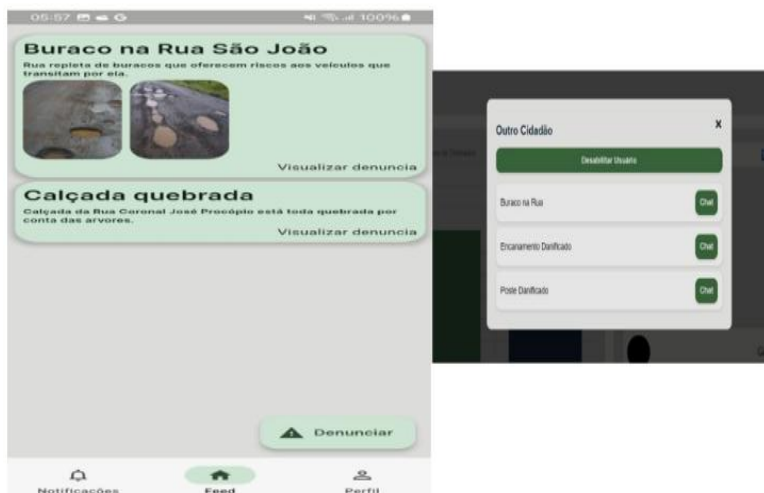 05:57
100%
Buraco na Rua São João
Rua repleta de buracos que oferecem riscos aos veículos que
transitam por ela.
Visualizar denuncia
Calçada quebrada
Calçada da Rua Coronal José Procópio está toda quebrada por
conta das arvores.
Visualizar denuncia
Denunciar
Notificações
Feed
Perfil
Outro Cidadão
X
Desabilitar Usuário
Buraco na Rua
Chat
Encanamento Danificado
Chat
Poste Danificado
Chat